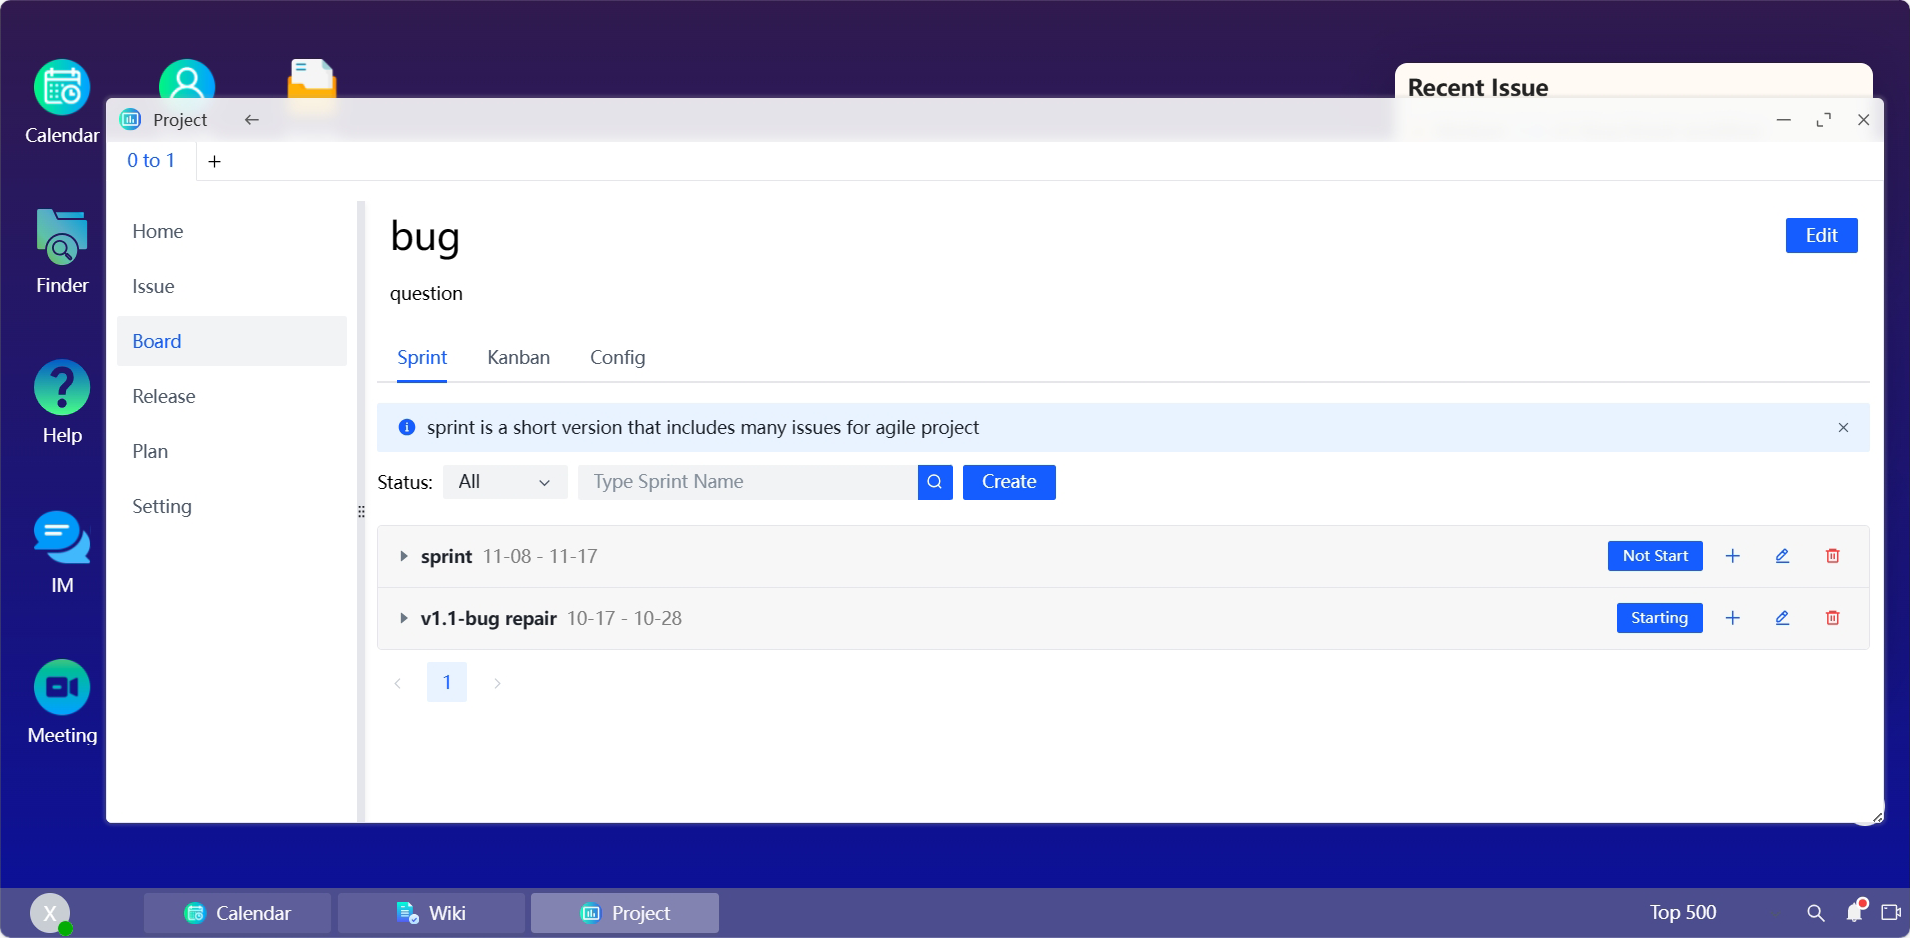 Calendar
Finder
Help
IM
Meeting
Recent Issue
Project
0 to 1
Home
Issue
Board
Release
Plan
Setting
bug
Edit
question
Sprint Kanban Config
sprint is a short version that includes many issues for agile project
Status: All Type Sprint Name Create
sprint 11-08 - 11-17 Not Start
v1.1-bug repair 10-17 - 10-28 Starting
1
X Calendar Wiki Project Top 500